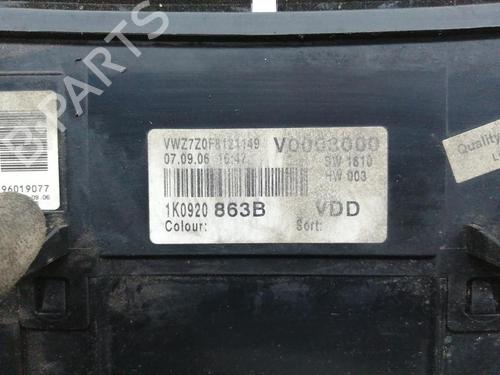 B-PARTS
VWZ7Z0F8121149 V0003000
07.09.06 16:47 SW 1610
HW 003
96019077
1K0920 863B VDD
Colour: Sort:
Quality